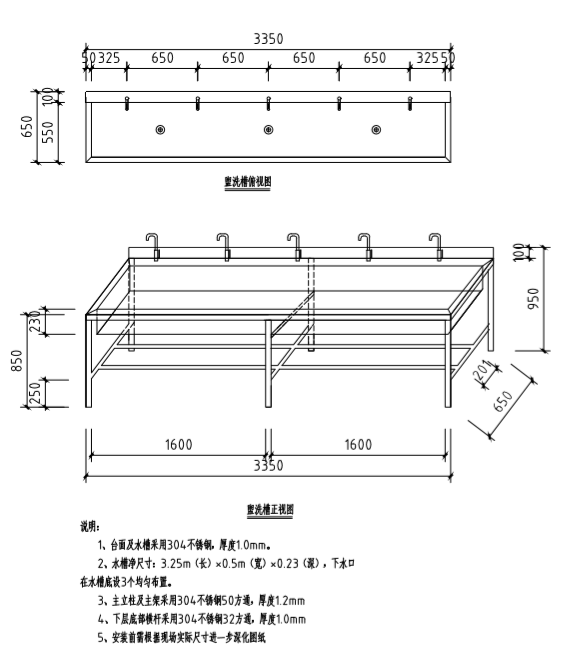 3350
50 325 650 650 650 650 325 50
100
650
550
盥洗槽俯视图
100
950
230
850
250
201
650
1600 1600
3350
盥洗槽正视图
说明：
1、台面及水槽采用304不锈钢，厚度1.0mm。
2、水槽净尺寸：3.25m（长）×0.5m（宽）×0.23（深），下水口
在水槽底设3个均匀布置。
3、主立柱及主架采用304不锈钢50方通，厚度1.2mm
4、下层底部横杆采用304不锈钢32方通，厚度1.0mm
5、安装前需根据现场实际尺寸进一步深化图纸